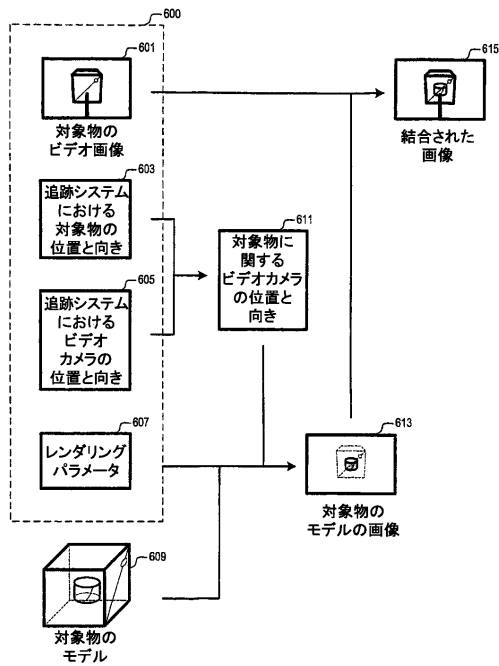 600
601
対象物の
ビデオ画像
615
結合された
画像
603
追跡システム
における
対象物の
位置と向き
611
対象物に
関する
ビデオカメラ
の位置と
向き
605
追跡システム
における
ビデオ
カメラの
位置と向き
607
レンダリング
パラメータ
613
対象物の
モデルの画像
609
対象物の
モデル